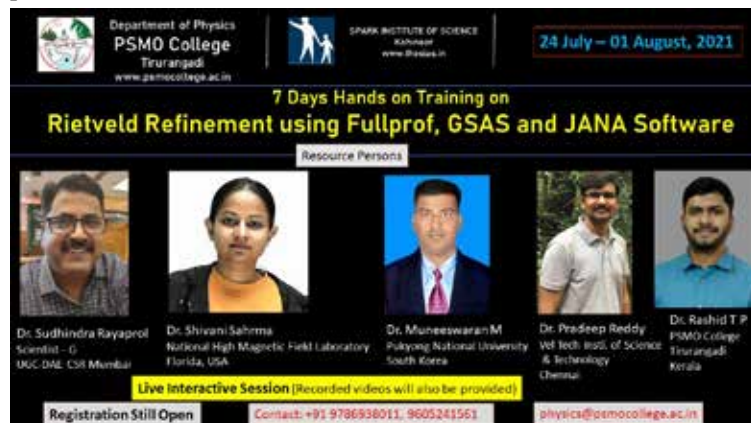 Department of Physics
PSMO College
Tirurangadi
www.psmocollege.ac.in
SPARK INSTITUTE OF SCIENCE
Kohinoor
24 July – 01 August, 2021
7 Days Hands on Training on
Rietveld Refinement using Fullprof, GSAS and JANA Software
Resource Persons
Dr. Sudhindra Rayaprol
Scientist - G
UGC-DAE CSR Mumbai
Dr. Shivani Sahrma
National High Magnetic Field Laboratory
Florida, USA
Dr. Muneeswaran M
Pukyong National University
South Korea
Dr. Pradeep Reddy
Vel Tech Insti. of Science
& Technology
Chennai
Dr. Rashid T P
PSMO College
Tirurangadi
Kerala
Live Interactive Session (Recorded videos will also be provided)
Registration Still Open
Contact: +91 9786938011, 9605241561
physics@psmocollege.ac.in